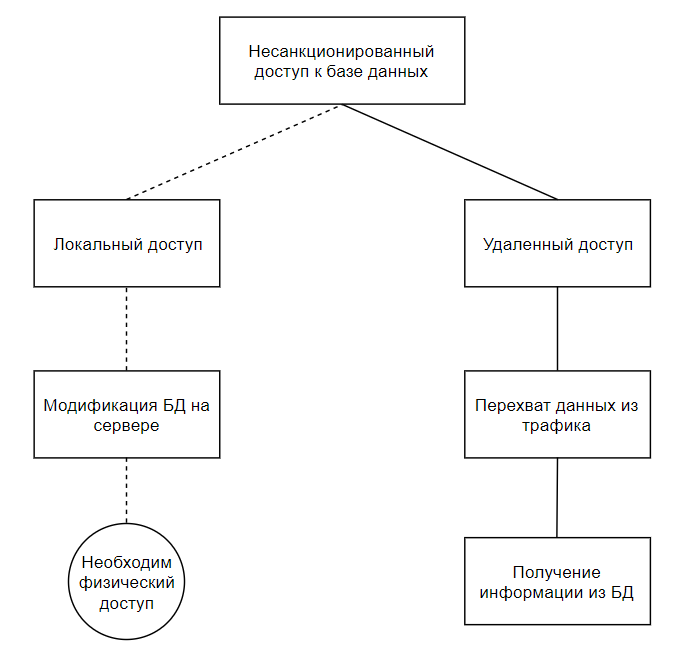 Несанкционированный
доступ к базе данных
Локальный доступ
Удаленный доступ
Модификация БД на
сервере
Перехват данных из
трафика
Необходим
физический
доступ
Получение
информации из БД